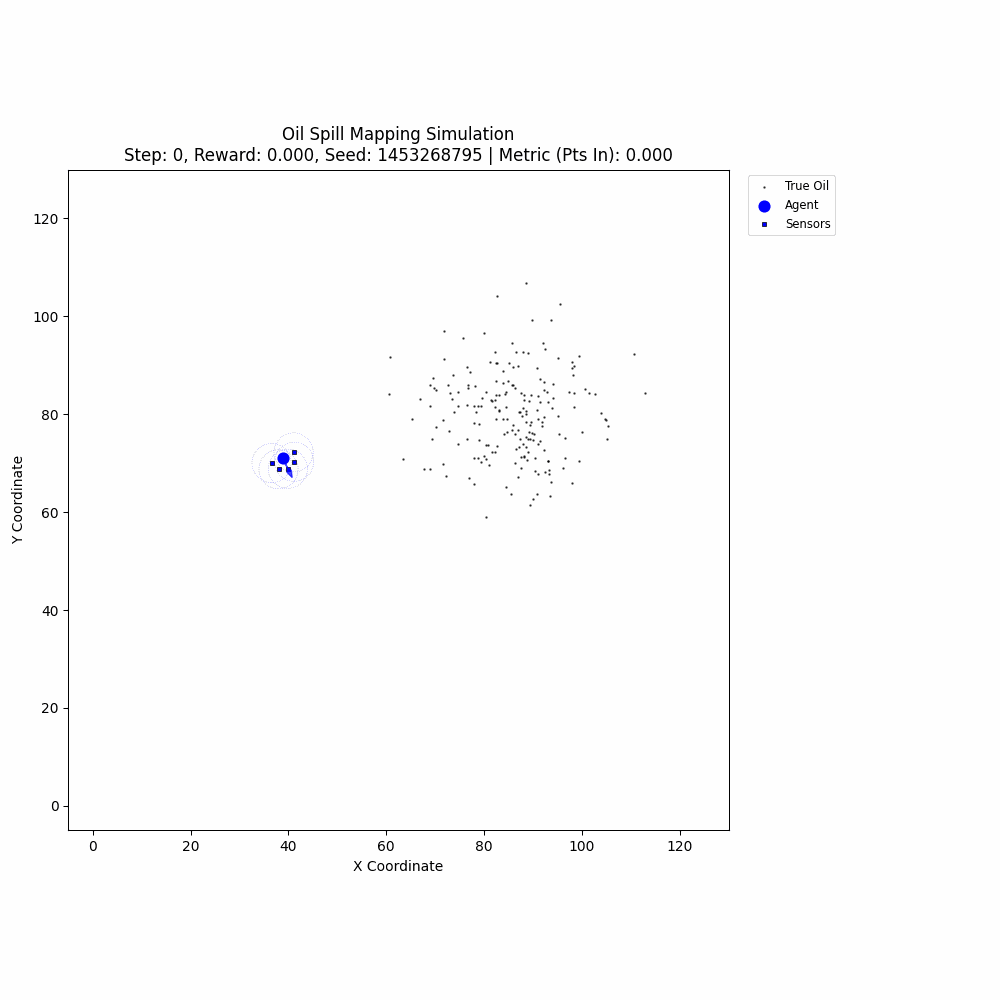 Oil Spill Mapping Simulation
Step: 0, Reward: 0.000, Seed: 1453268795 | Metric (Pts In): 0.000
True Oil
Agent
Sensors
120
100
80
60
40
20
0
Y Coordinate
0 20 40 60 80 100 120
X Coordinate